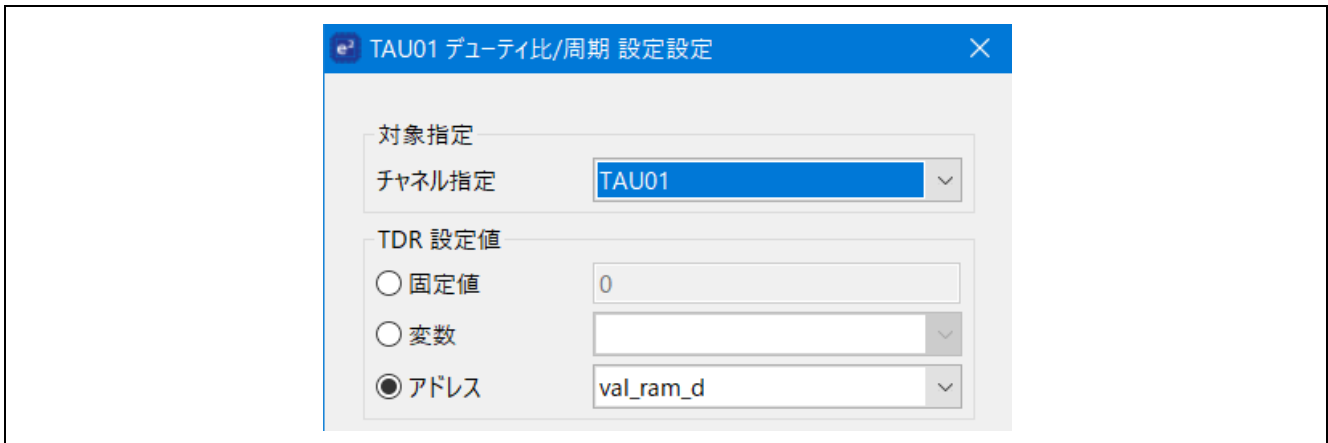 e² TAU01 デューティ比/周期 設定設定
対象指定
チャネル指定 TAU01
TDR 設定値
固定値 0
変数
アドレス val_ram_d